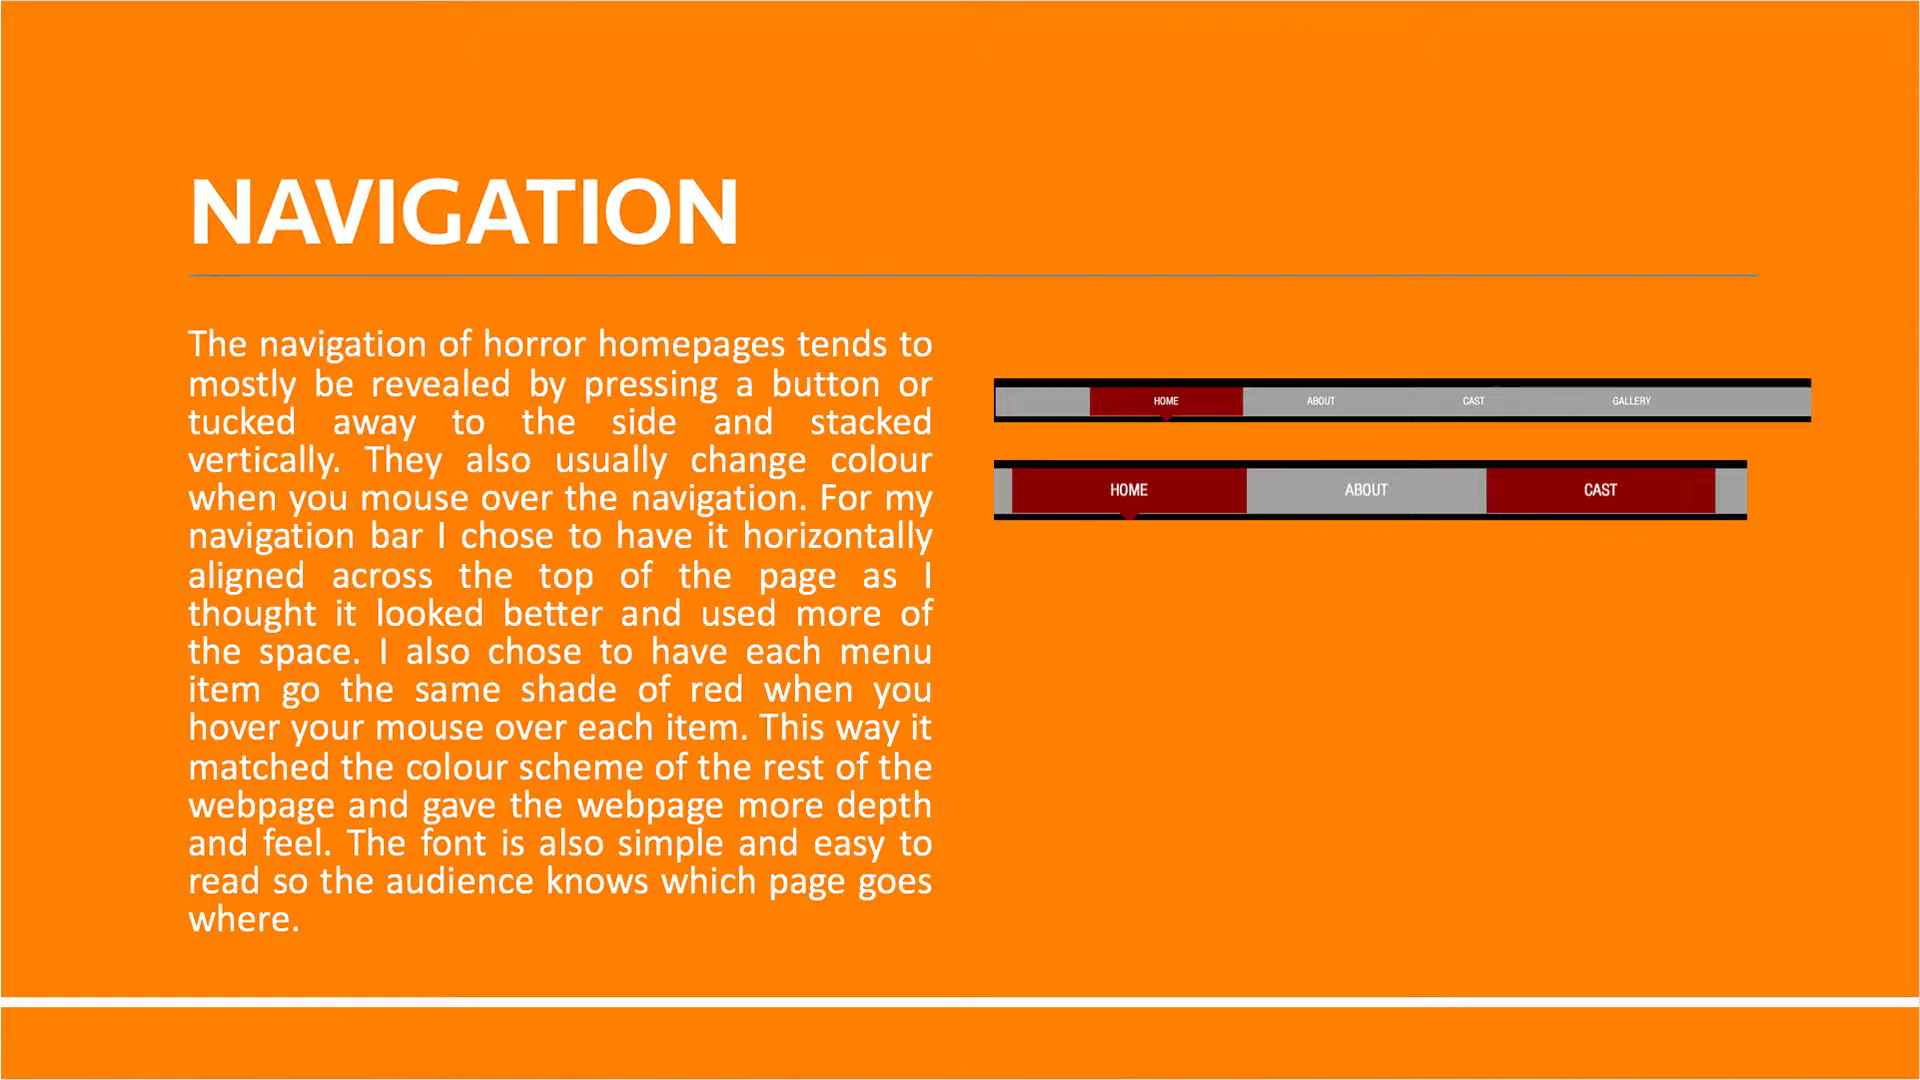 NAVIGATION
The navigation of horror homepages tends to
mostly be revealed by pressing a button or
tucked away to the side and stacked
vertically. They also usually change colour
when you mouse over the navigation. For my
navigation bar I chose to have it horizontally
aligned across the top of the page as I
thought it looked better and used more of
the space. I also chose to have each menu
item go the same shade of red when you
hover your mouse over each item. This way it
matched the colour scheme of the rest of the
webpage and gave the webpage more depth
and feel. The font is also simple and easy to
read so the audience knows which page goes
where.
HOME ABOUT CAST GALLERY
HOME ABOUT CAST